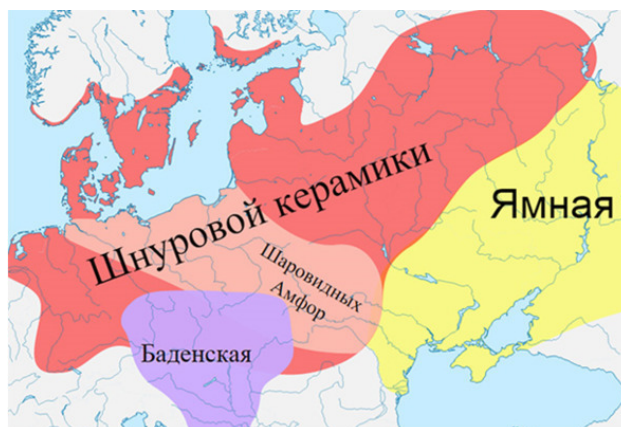 Шнуровой керамики
Ямная
Шаровидных
Амфор
Баденская